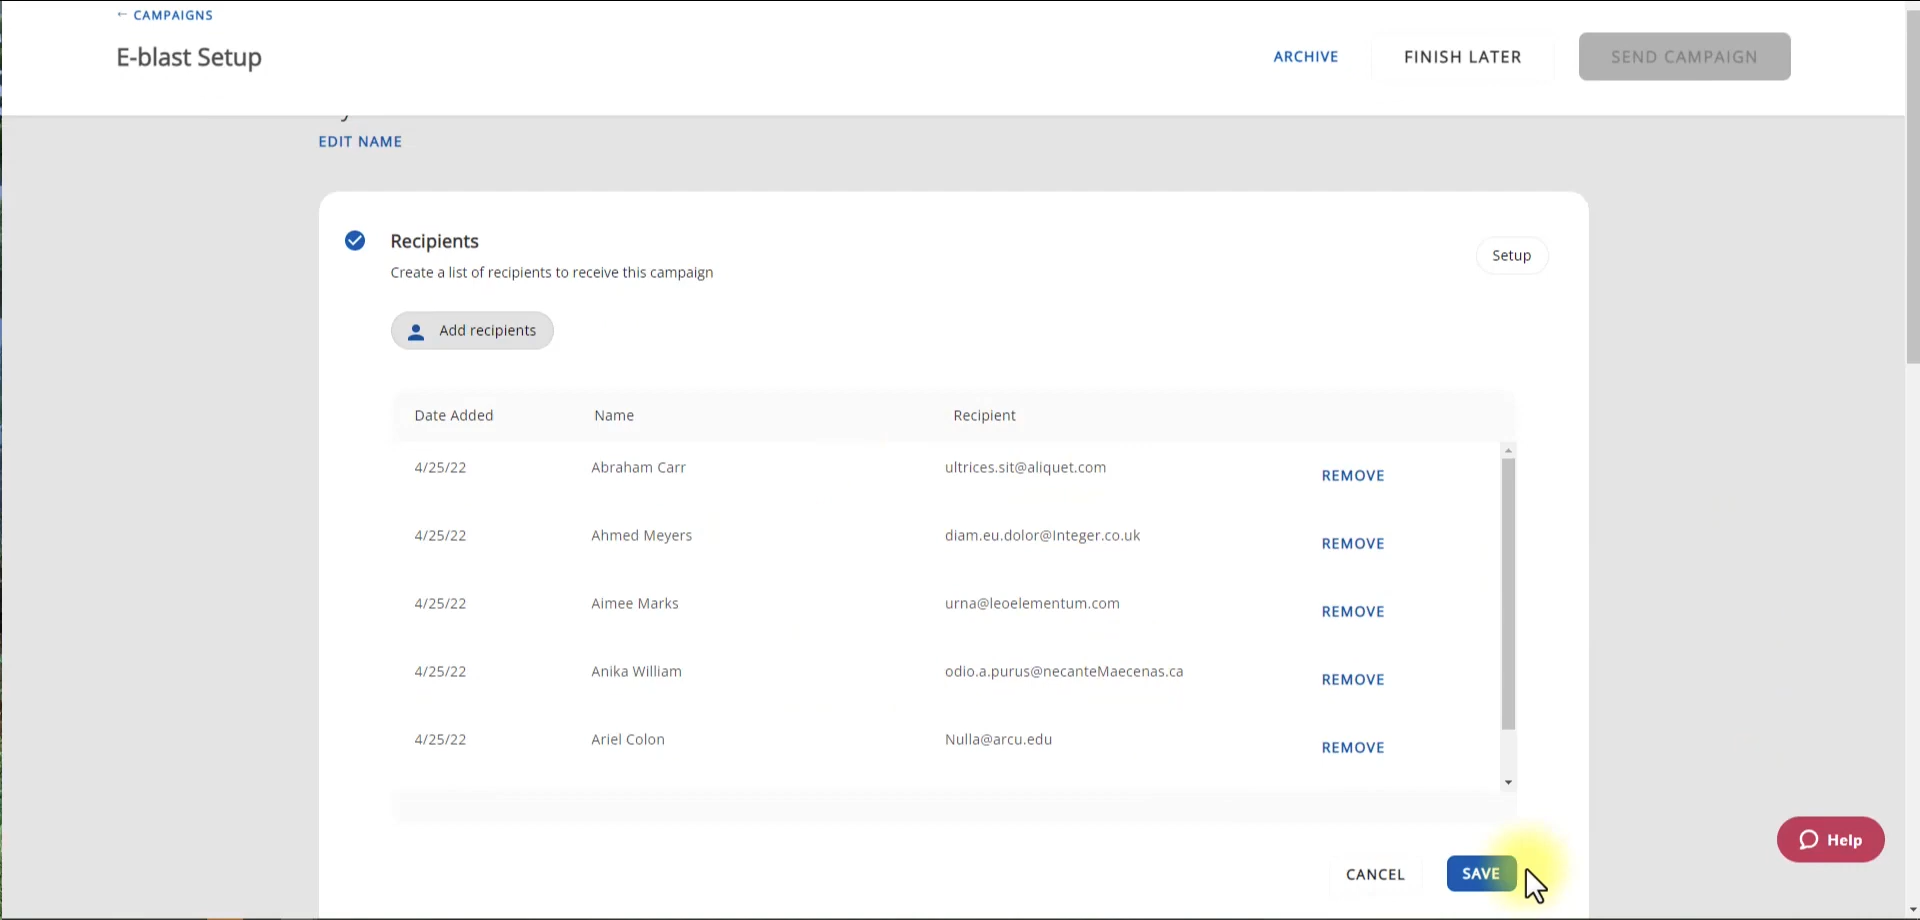 ← CAMPAIGNS
E-blast Setup
ARCHIVE
FINISH LATER
SEND CAMPAIGN
EDIT NAME
Recipients
Create a list of recipients to receive this campaign
Setup
Add recipients
Date Added Name Recipient
4/25/22 Abraham Carr ultrices.sit@aliquet.com REMOVE
4/25/22 Ahmed Meyers diam.eu.dolor@Integer.co.uk REMOVE
4/25/22 Aimee Marks urna@leoelementum.com REMOVE
4/25/22 Anika William odio.a.purus@necanteMaecenas.ca REMOVE
4/25/22 Ariel Colon Nulla@arcu.edu REMOVE
Help
CANCEL SAVE